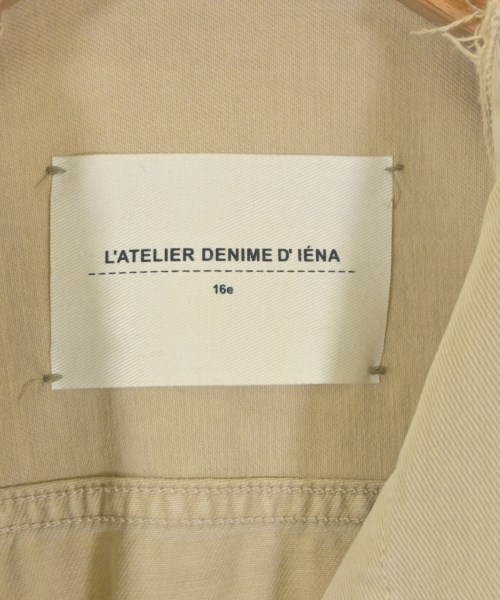 L'ATELIER DENIME D' IÉNA
16e